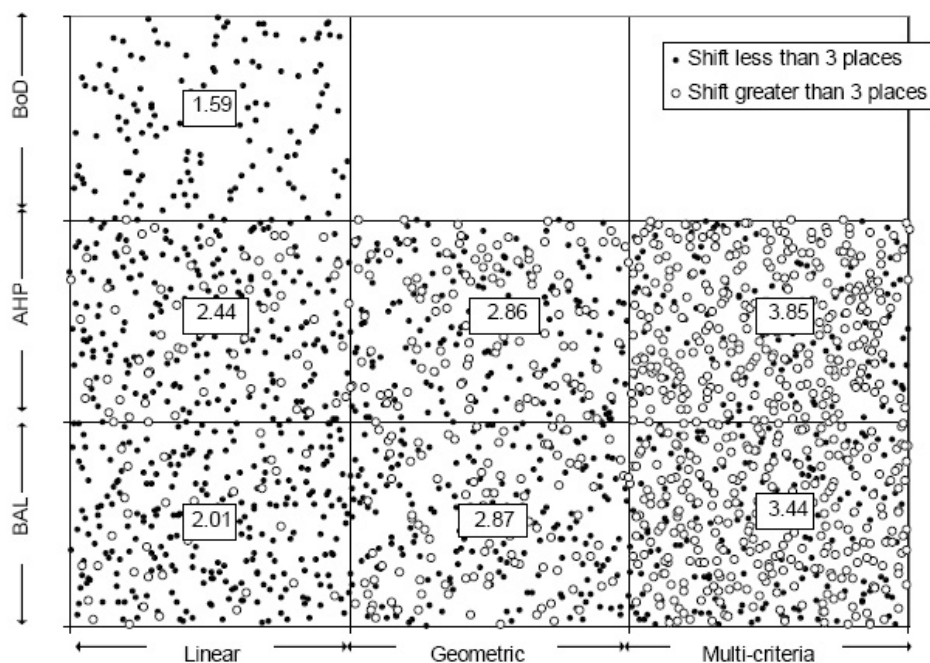 BoD
Shift less than 3 places
Shift greater than 3 places
1.59
AHP
2.44
2.86
3.85
BAL
2.01
2.87
3.44
Linear
Geometric
Multi-criteria